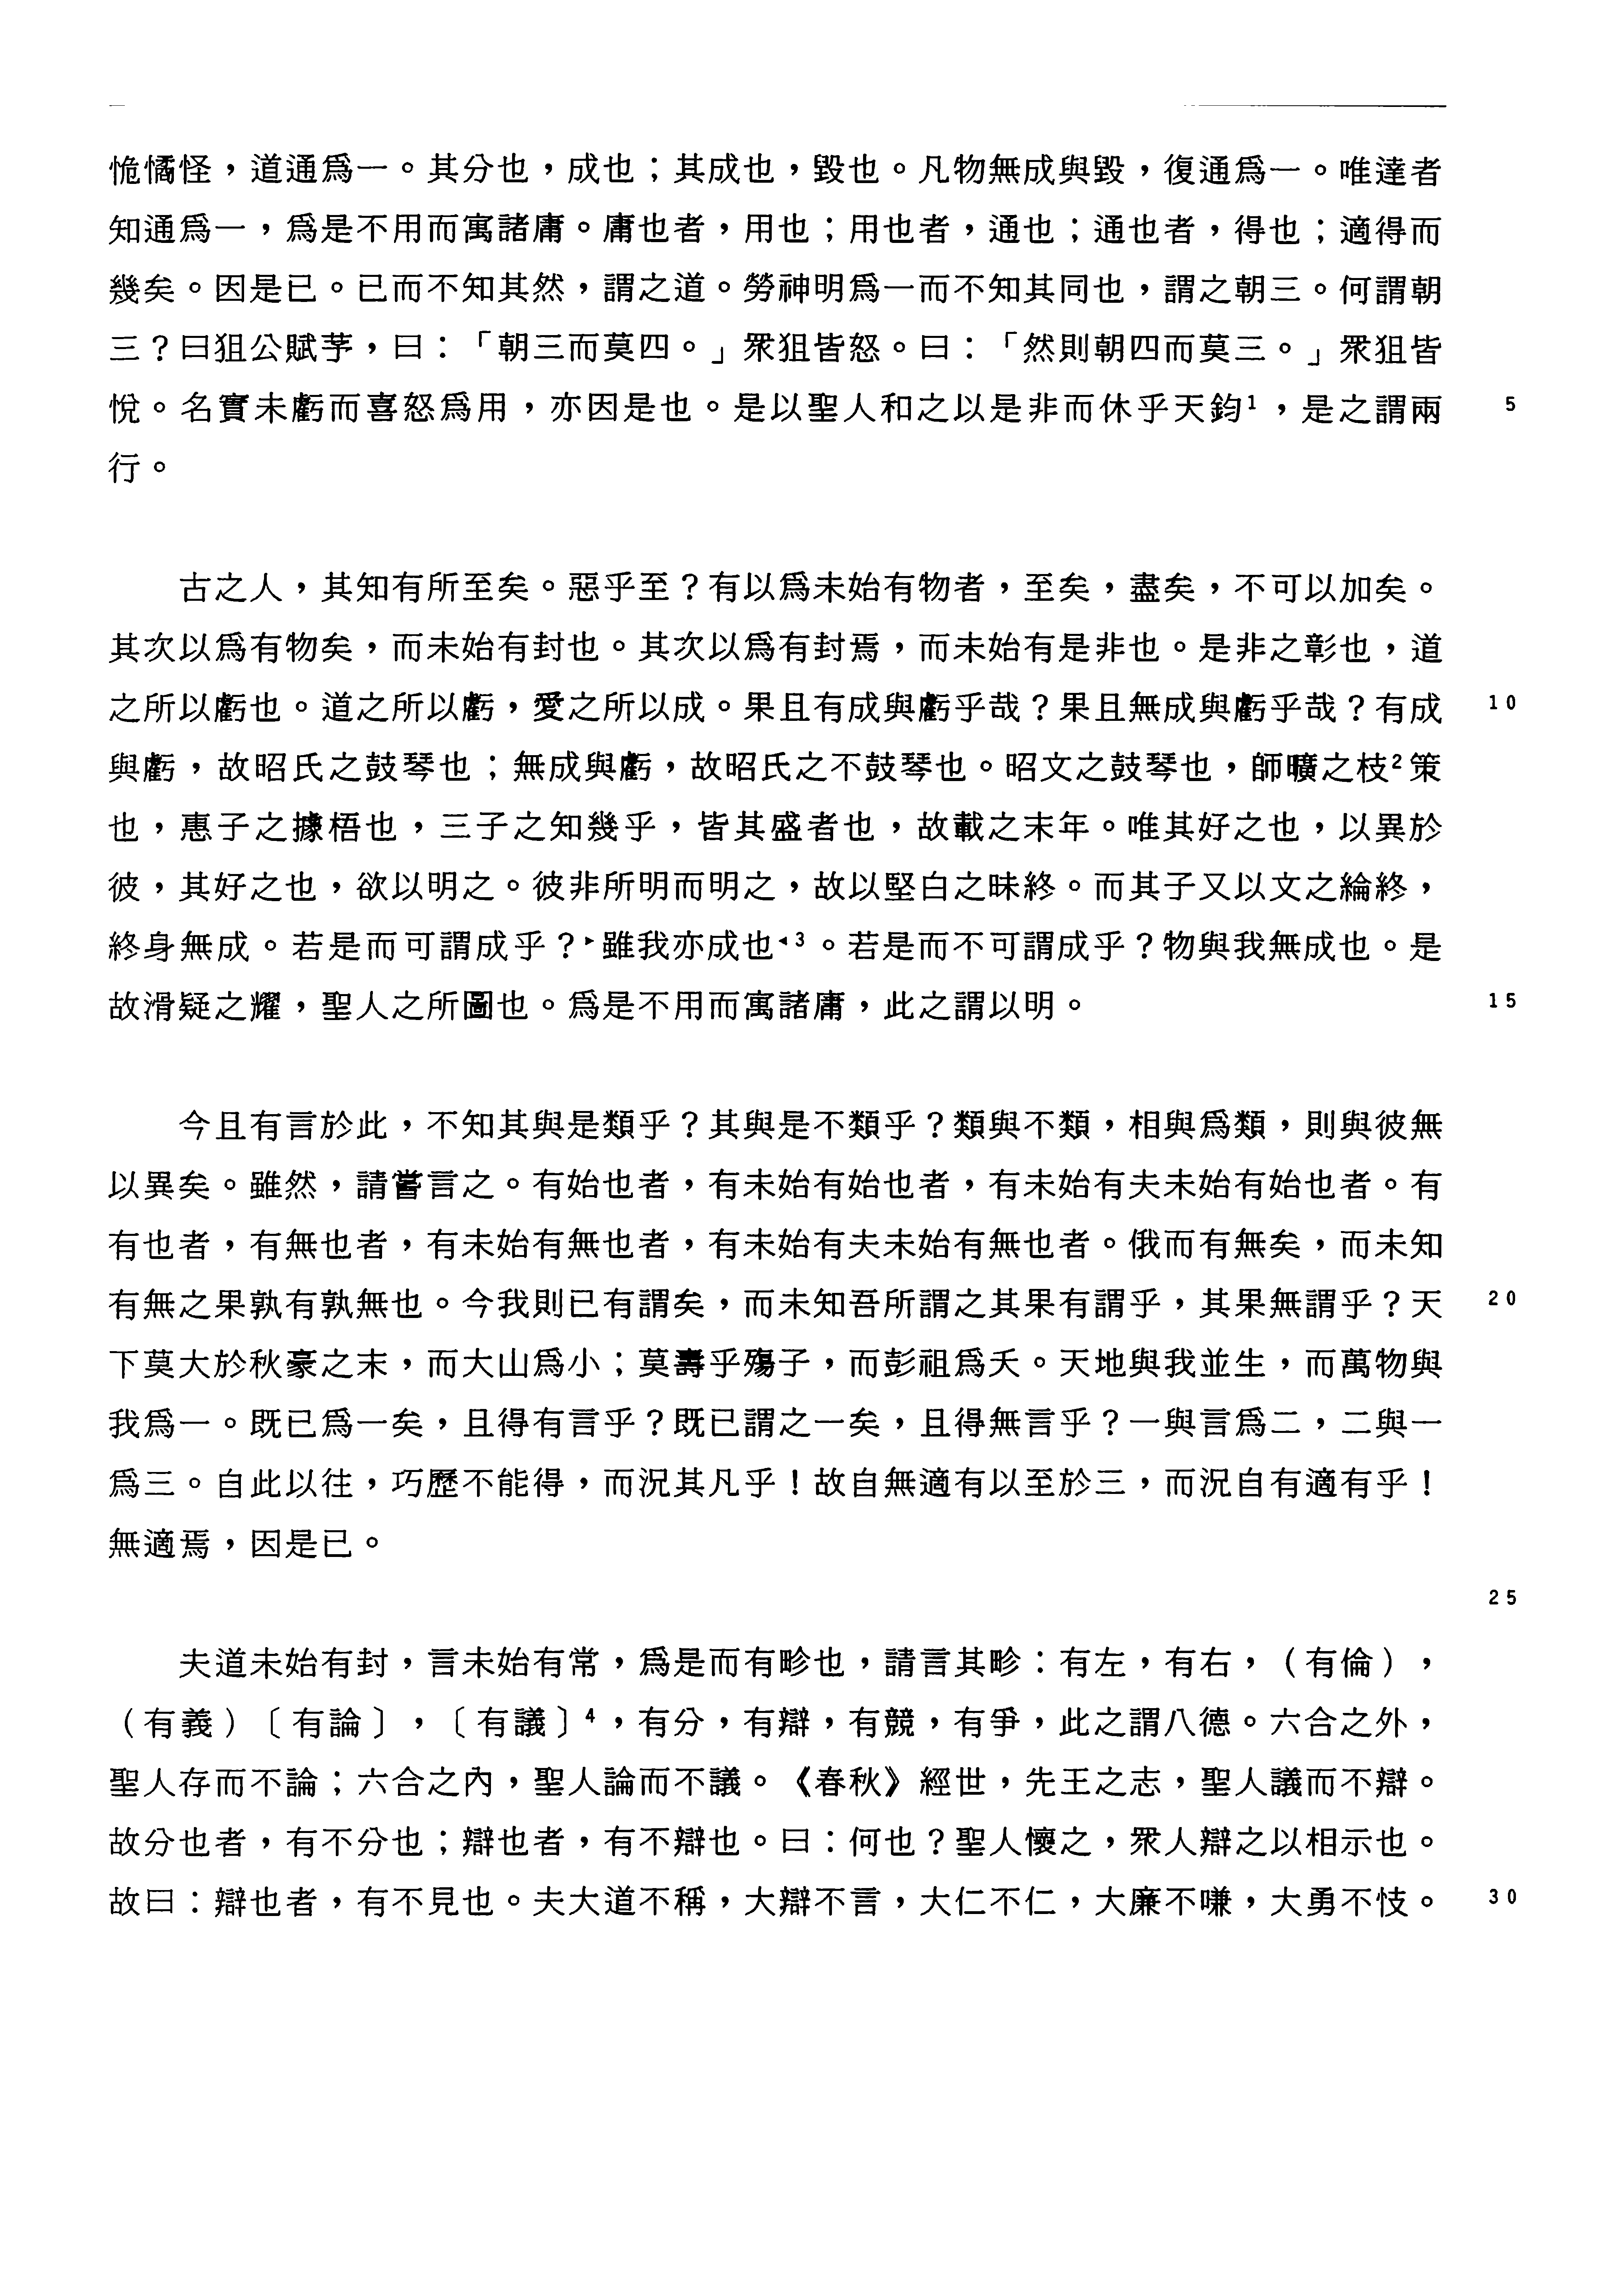 恑憰怪，道通爲一。其分也，成也；其成也，毀也。凡物無成與毀，復通爲一。唯達者
知通爲一，爲是不用而寓諸庸。庸也者，用也；用也者，通也；通也者，得也；適得而
幾矣。因是已。已而不知其然，謂之道。勞神明爲一而不知其同也，謂之朝三。何謂朝
三？曰狙公賦芧，曰：「朝三而莫四。」衆狙皆怒。曰：「然則朝四而莫三。」衆狙皆
悅。名實未虧而喜怒爲用，亦因是也。是以聖人和之以是非而休乎天鈞1，是之謂兩 5
行。
古之人，其知有所至矣。惡乎至？有以爲未始有物者，至矣，盡矣，不可以加矣。
其次以爲有物矣，而未始有封也。其次以爲有封焉，而未始有是非也。是非之彰也，道
之所以虧也。道之所以虧，愛之所以成。果且有成與虧乎哉？果且無成與虧乎哉？有成 10
與虧，故昭氏之鼓琴也；無成與虧，故昭氏之不鼓琴也。昭文之鼓琴也，師曠之枝2策
也，惠子之據梧也，三子之知幾乎，皆其盛者也，故載之末年。唯其好之也，以異於
彼，其好之也，欲以明之。彼非所明而明之，故以堅白之昧終。而其子又以文之綸終，
終身無成。若是而可謂成乎？▸雖我亦成也◂3。若是而不可謂成乎？物與我無成也。是
故滑疑之耀，聖人之所圖也。爲是不用而寓諸庸，此之謂以明。 15
今且有言於此，不知其與是類乎？其與是不類乎？類與不類，相與爲類，則與彼無
以異矣。雖然，請嘗言之。有始也者，有未始有始也者，有未始有夫未始有始也者。有
有也者，有無也者，有未始有無也者，有未始有夫未始有無也者。俄而有無矣，而未知
有無之果孰有孰無也。今我則已有謂矣，而未知吾所謂之其果有謂乎，其果無謂乎？天 20
下莫大於秋豪之末，而大山爲小；莫壽乎殤子，而彭祖爲夭。天地與我並生，而萬物與
我爲一。既已爲一矣，且得有言乎？既已謂之一矣，且得無言乎？一與言爲二，二與一
爲三。自此以往，巧歷不能得，而況其凡乎！故自無適有以至於三，而況自有適有乎！
無適焉，因是已。
25
夫道未始有封，言未始有常，爲是而有畛也，請言其畛：有左，有右，（有倫），
（有義）〔有論〕，〔有議〕4，有分，有辯，有競，有爭，此之謂八德。六合之外，
聖人存而不論；六合之內，聖人論而不議。《春秋》經世，先王之志，聖人議而不辯。
故分也者，有不分也；辯也者，有不辯也。曰：何也？聖人懷之，衆人辯之以相示也。
故曰：辯也者，有不見也。夫大道不稱，大辯不言，大仁不仁，大廉不嗛，大勇不忮。 30